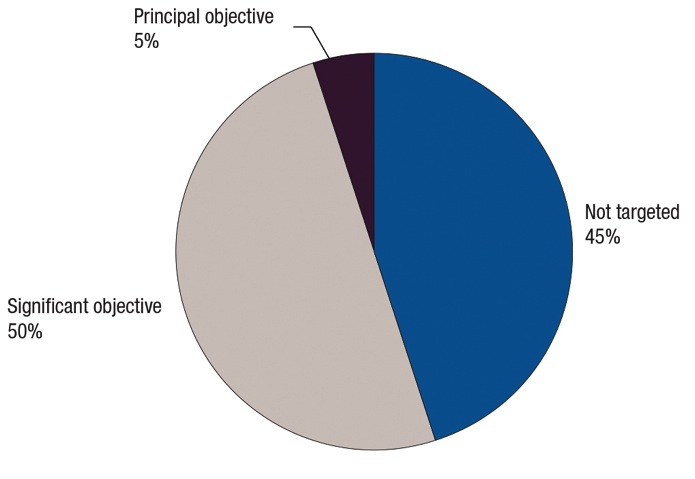 Principal objective
5%
Not targeted
45%
Significant objective
50%